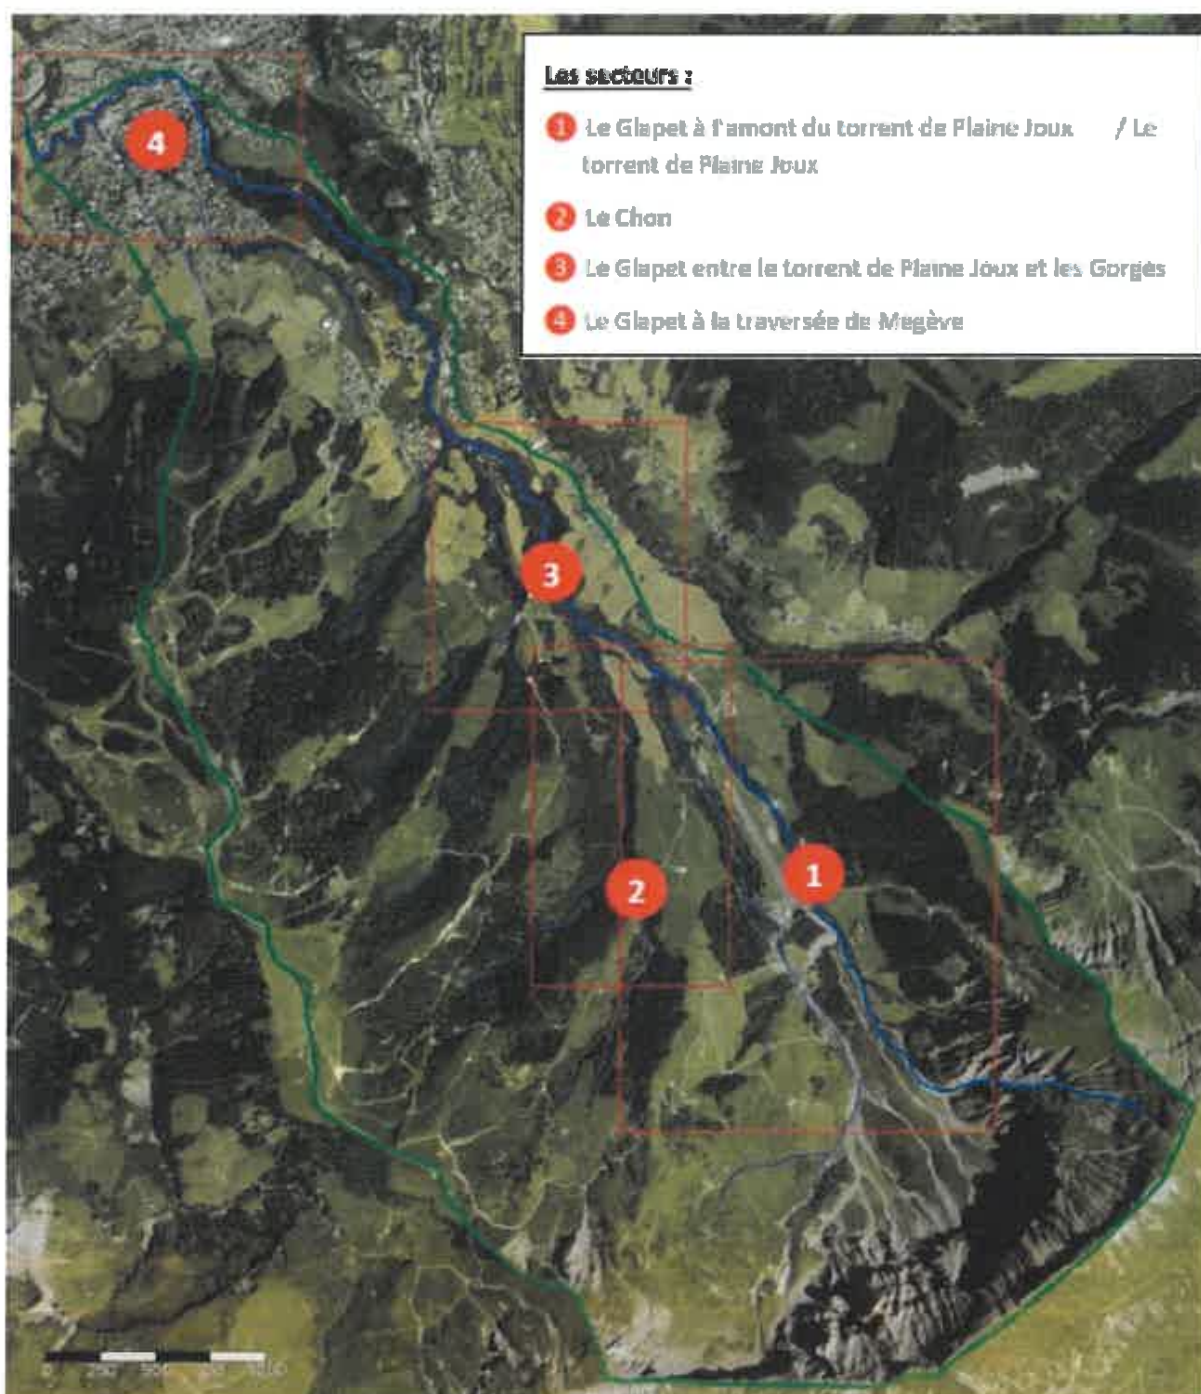 Les secteurs :
1 Le Glapet à l'amont du torrent de Plaine Joux / Le
torrent de Plaine Joux
2 Le Chon
3 Le Glapet entre le torrent de Plaine Joux et les Gorges
4 Le Glapet à la traversée de Megève
4
3
1
2
0 500